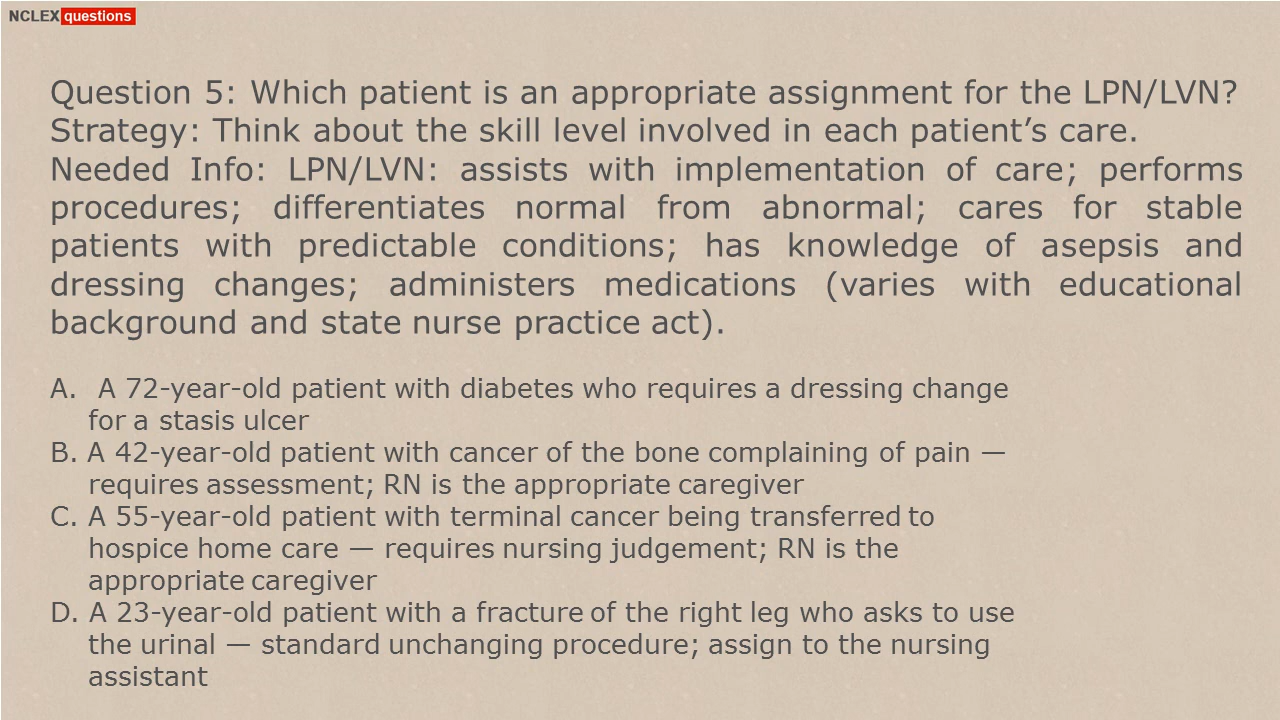 NCLEX questions
Question 5: Which patient is an appropriate assignment for the LPN/LVN?
Strategy: Think about the skill level involved in each patient’s care.
Needed Info: LPN/LVN: assists with implementation of care; performs
procedures; differentiates normal from abnormal; cares for stable
patients with predictable conditions; has knowledge of asepsis and
dressing changes; administers medications (varies with educational
background and state nurse practice act).
A. A 72-year-old patient with diabetes who requires a dressing change
for a stasis ulcer
B. A 42-year-old patient with cancer of the bone complaining of pain —
requires assessment; RN is the appropriate caregiver
C. A 55-year-old patient with terminal cancer being transferred to
hospice home care — requires nursing judgement; RN is the
appropriate caregiver
D. A 23-year-old patient with a fracture of the right leg who asks to use
the urinal — standard unchanging procedure; assign to the nursing
assistant